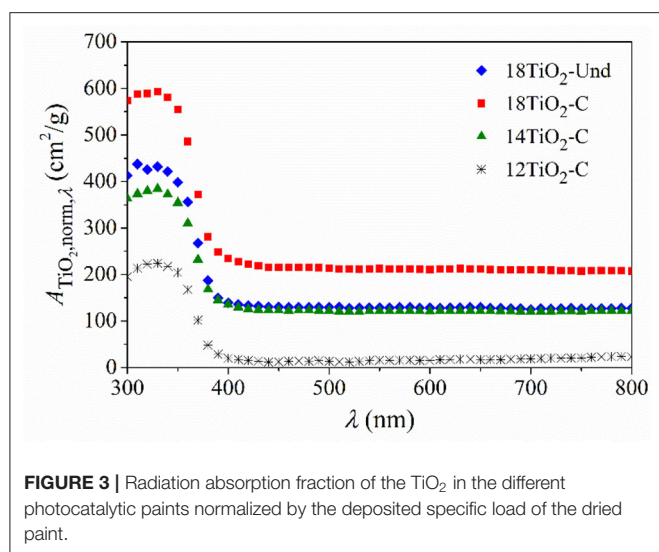 700
600
500
400
300
200
100
0
A_TiO₂,norm,λ (cm²/g)
18TiO₂-Und
18TiO₂-C
14TiO₂-C
12TiO₂-C
300 400 500 600 700 800
λ (nm)
FIGURE 3 | Radiation absorption fraction of the TiO₂ in the different
photocatalytic paints normalized by the deposited specific load of the dried
paint.